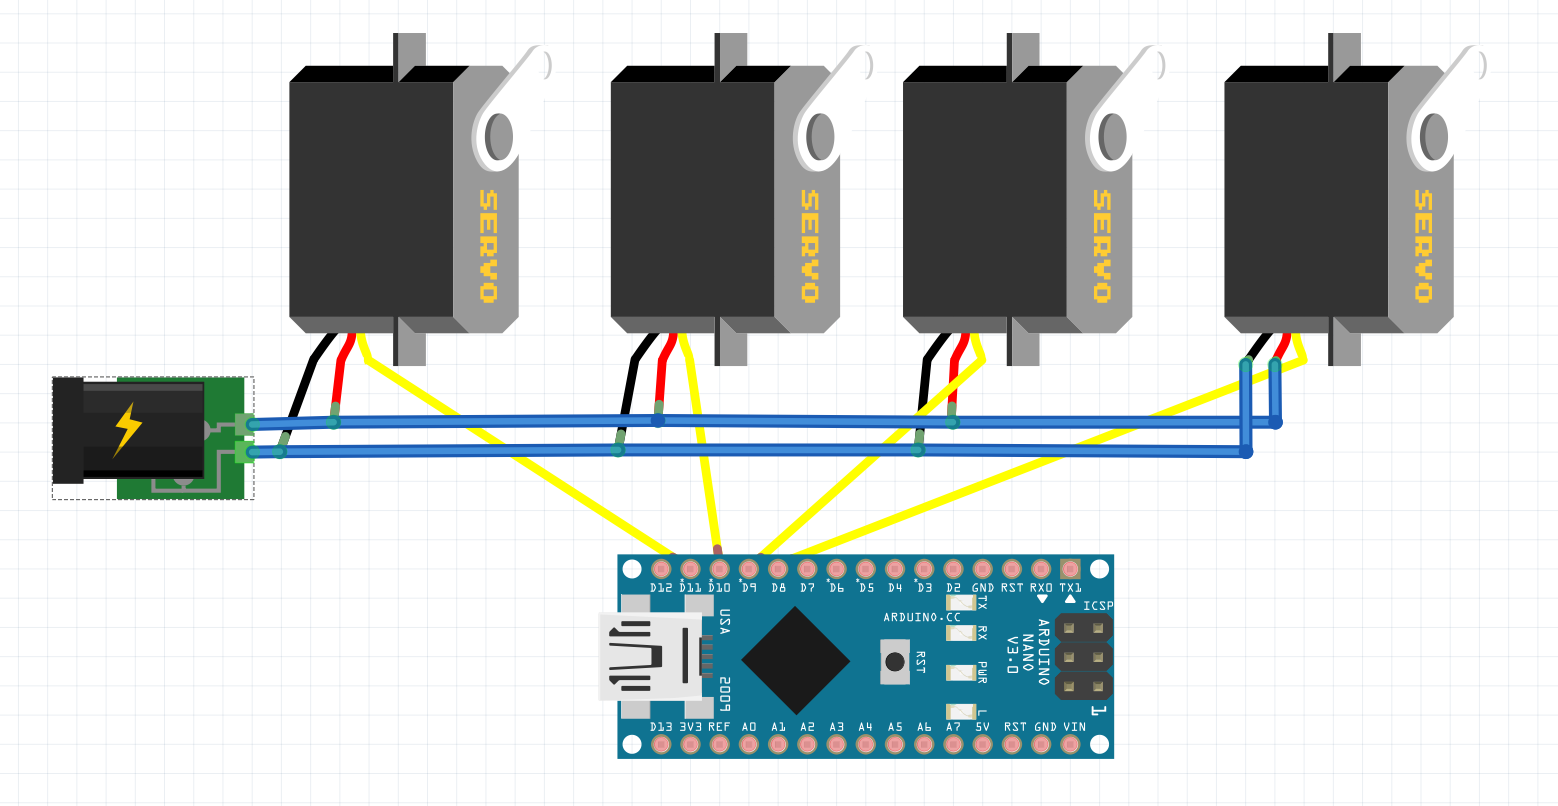 SERVO
SERVO
SERVO
SERVO
D12 *D11 *D10 *D9 D8 D7 *D6 *D5 D4 *D3 D2 GND RST RX0 TX1
ICSP
TX
RX
PWR
L
ARDUINO.CC
USA
2009
RST
ARDUINO
NANO
V3.0
1
D13 3V3 REF A0 A1 A2 A3 A4 A5 A6 A7 5V RST GND VIN